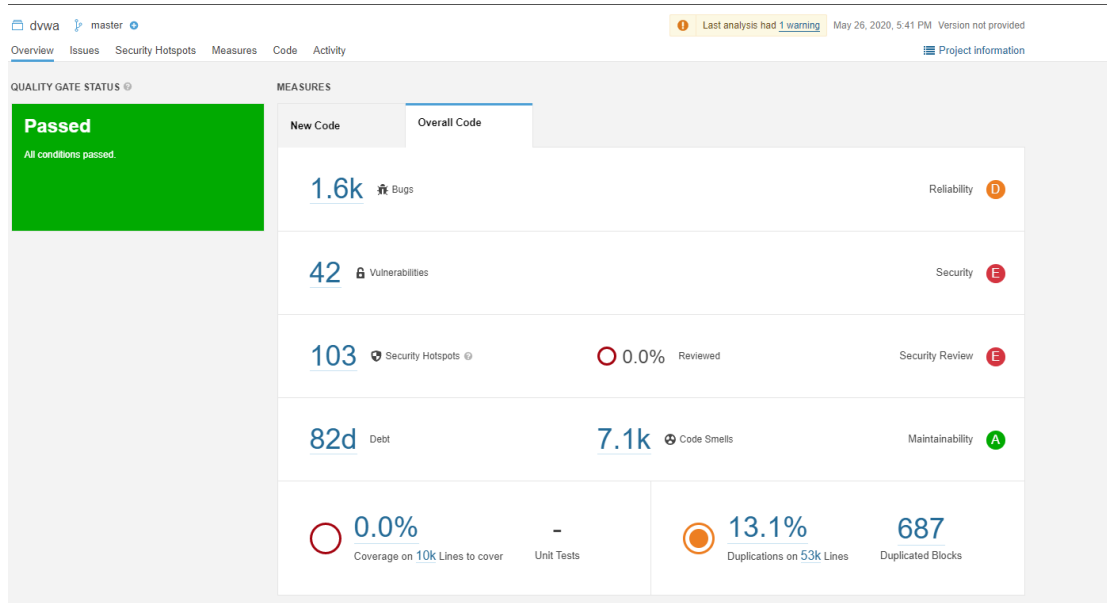 dvwa master Last analysis had 1 warning May 26, 2020, 5:41 PM Version not provided
Overview Issues Security Hotspots Measures Code Activity Project information
QUALITY GATE STATUS MEASURES
Passed
All conditions passed.
New Code Overall Code
1.6k Bugs Reliability D
42 Vulnerabilities Security E
103 Security Hotspots 0.0% Reviewed Security Review E
82d Debt 7.1k Code Smells Maintainability A
0.0% - 13.1% 687
Coverage on 10k Lines to cover Unit Tests Duplications on 53k Lines Duplicated Blocks